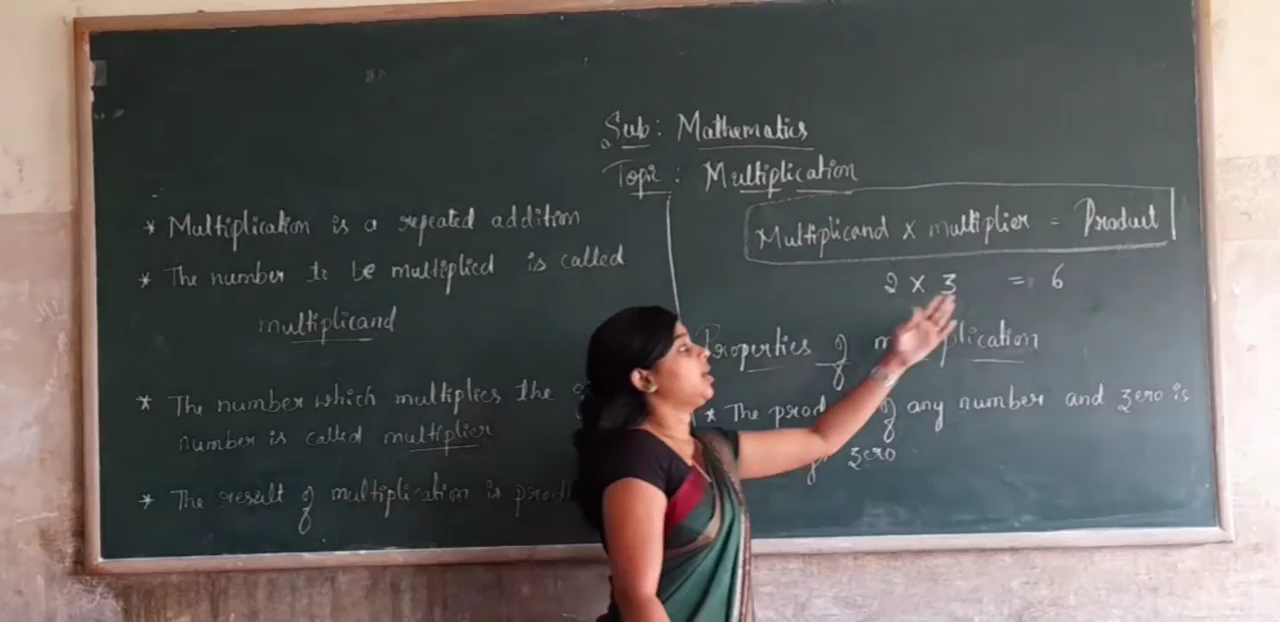 Sub: Mathematics
Topic: Multiplication
* Multiplication is a repeated addition
* The number to be multiplied is called
multiplicand
* The number which multiplies the
number is called multiplier
* The result of multiplication is
Multiplicand x multiplier = Product
2 x 3 = 6
Properties of
* The of any number and zero is
zero